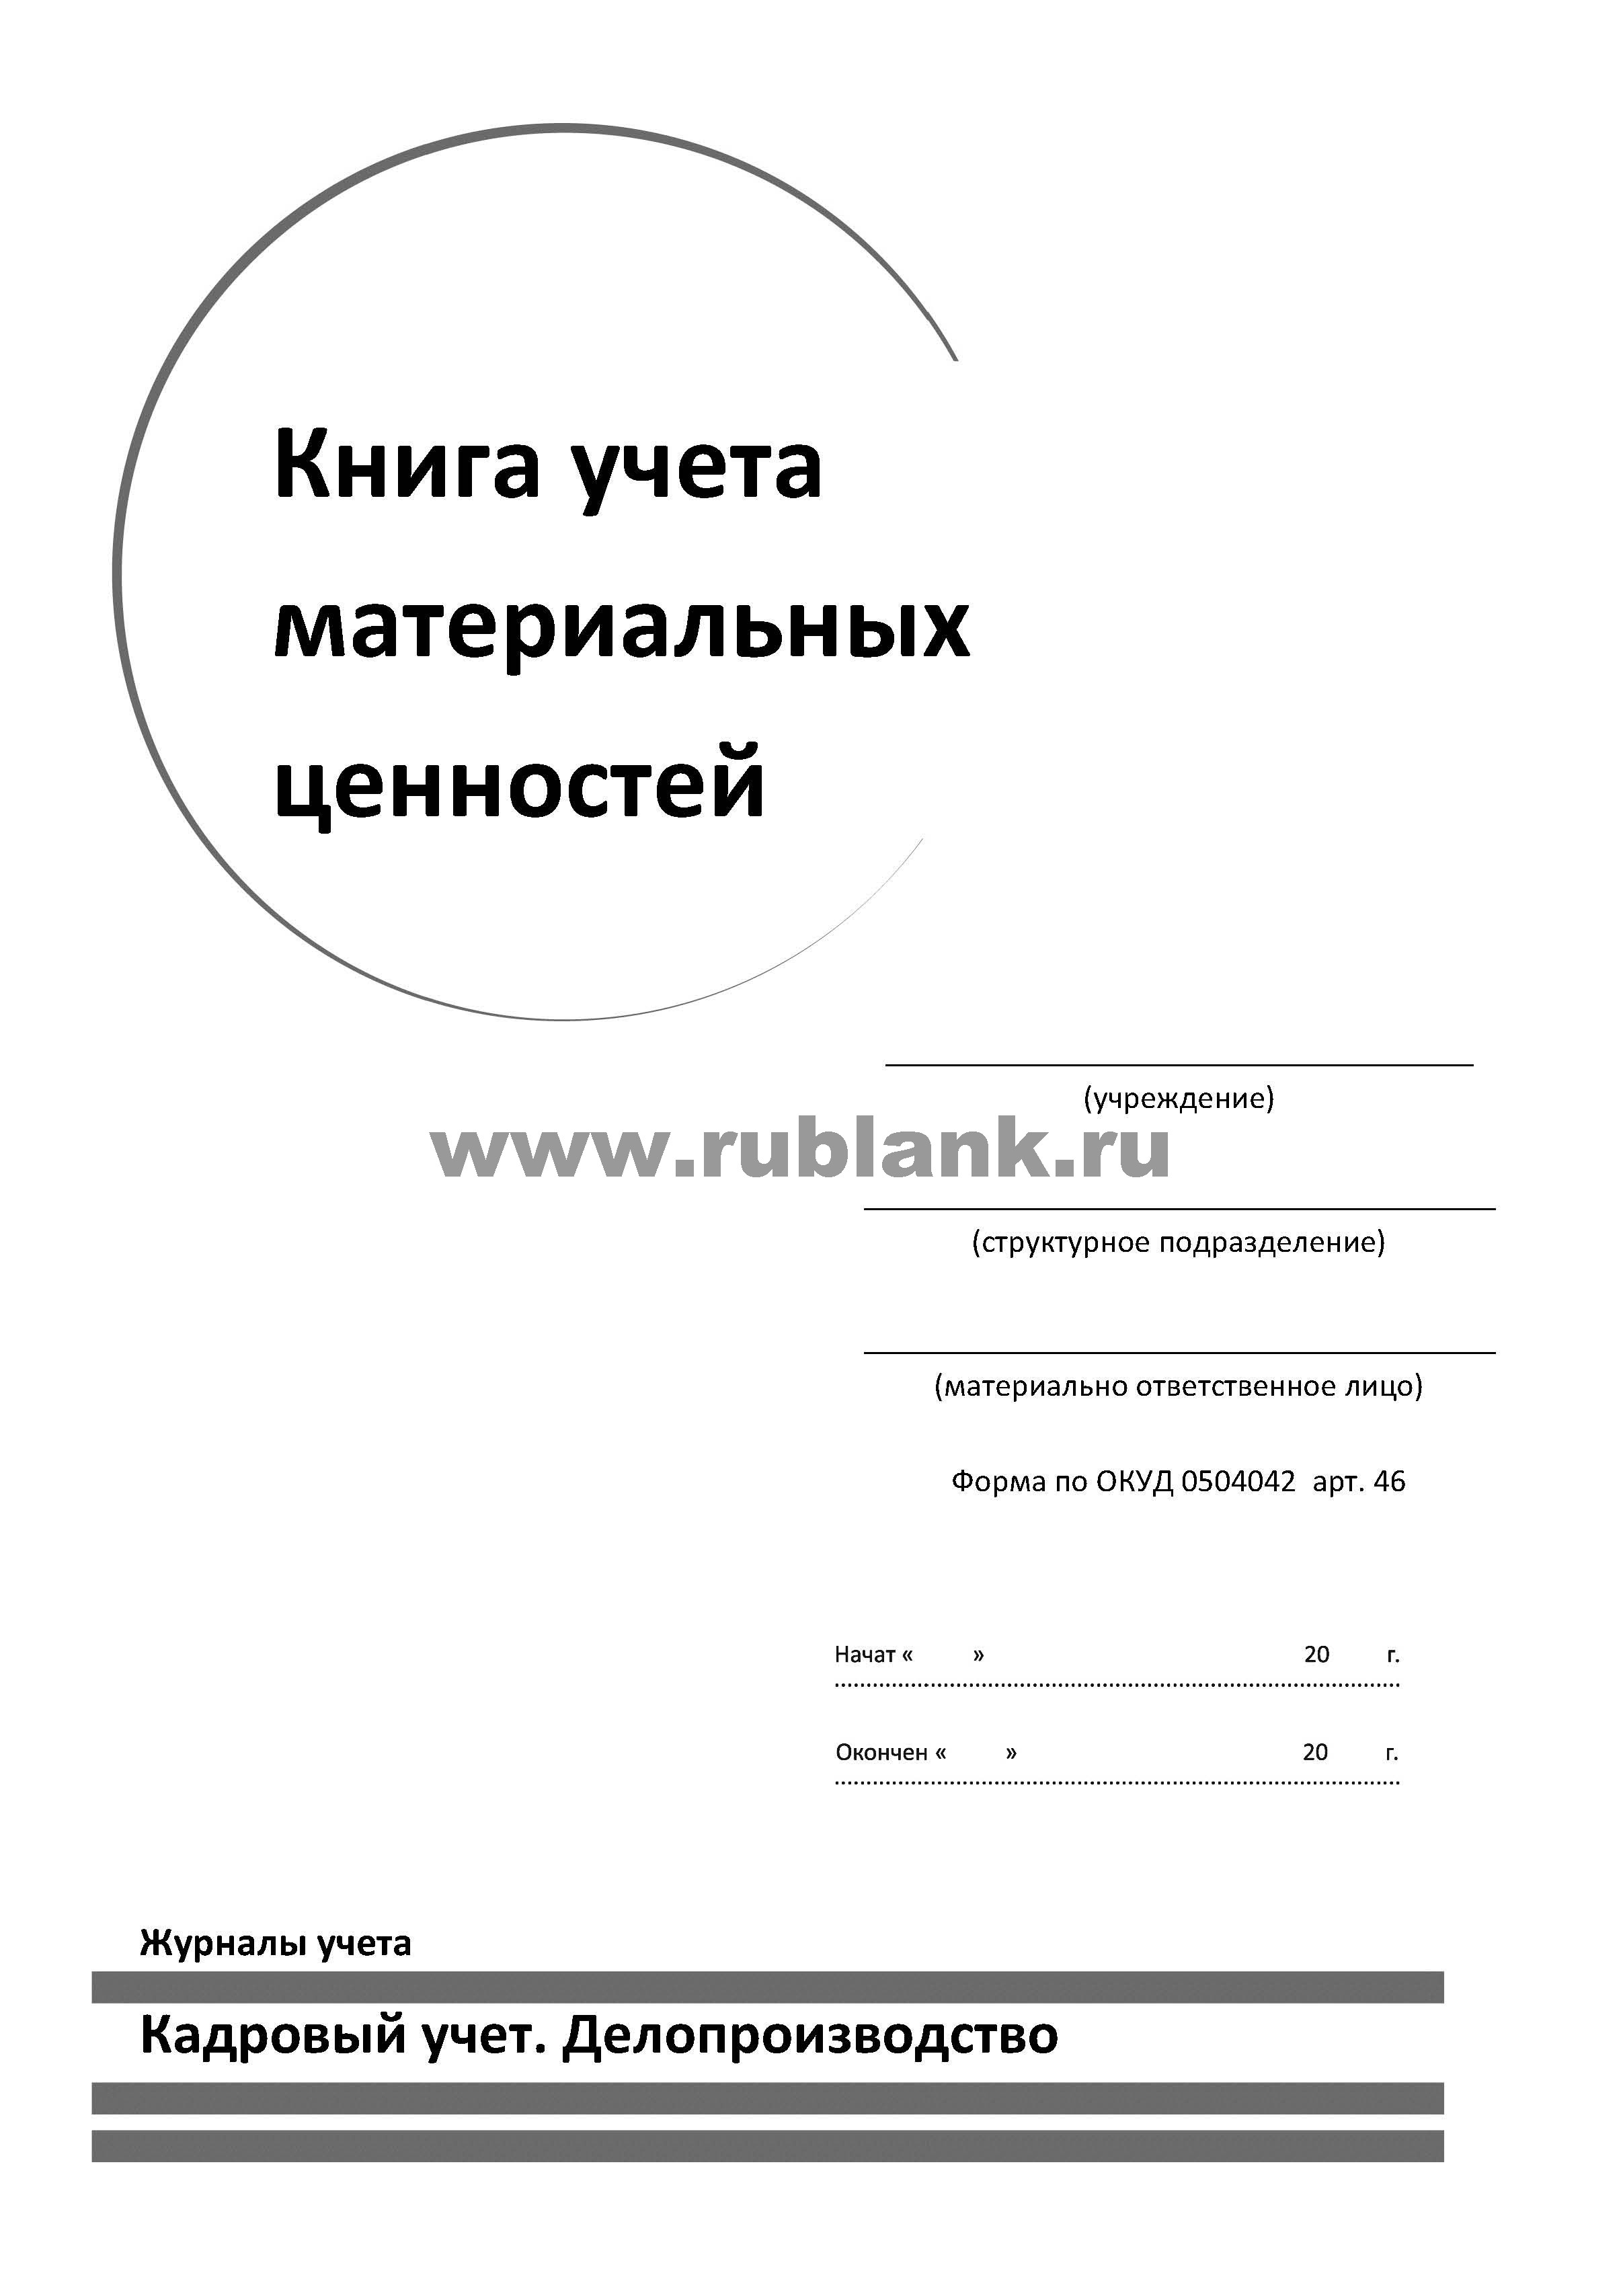 Книга учета
материальных
ценностей
(учреждение)
www.rublank.ru
(структурное подразделение)
(материально ответственное лицо)
Форма по ОКУД 0504042 арт. 46
Начат « » 20 г.
Окончен « » 20 г.
Журналы учета
Кадровый учет. Делопроизводство